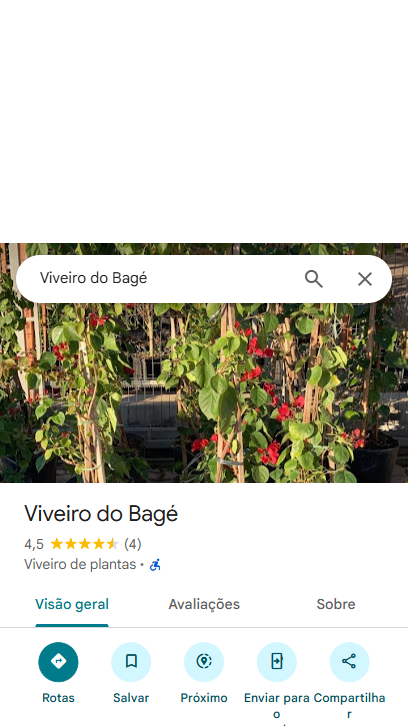 Viveiro do Bagé
Viveiro do Bagé
4,5 (4)
Viveiro de plantas ·
Visão geral Avaliações Sobre
Rotas Salvar Próximo Enviar para o Compartilhar